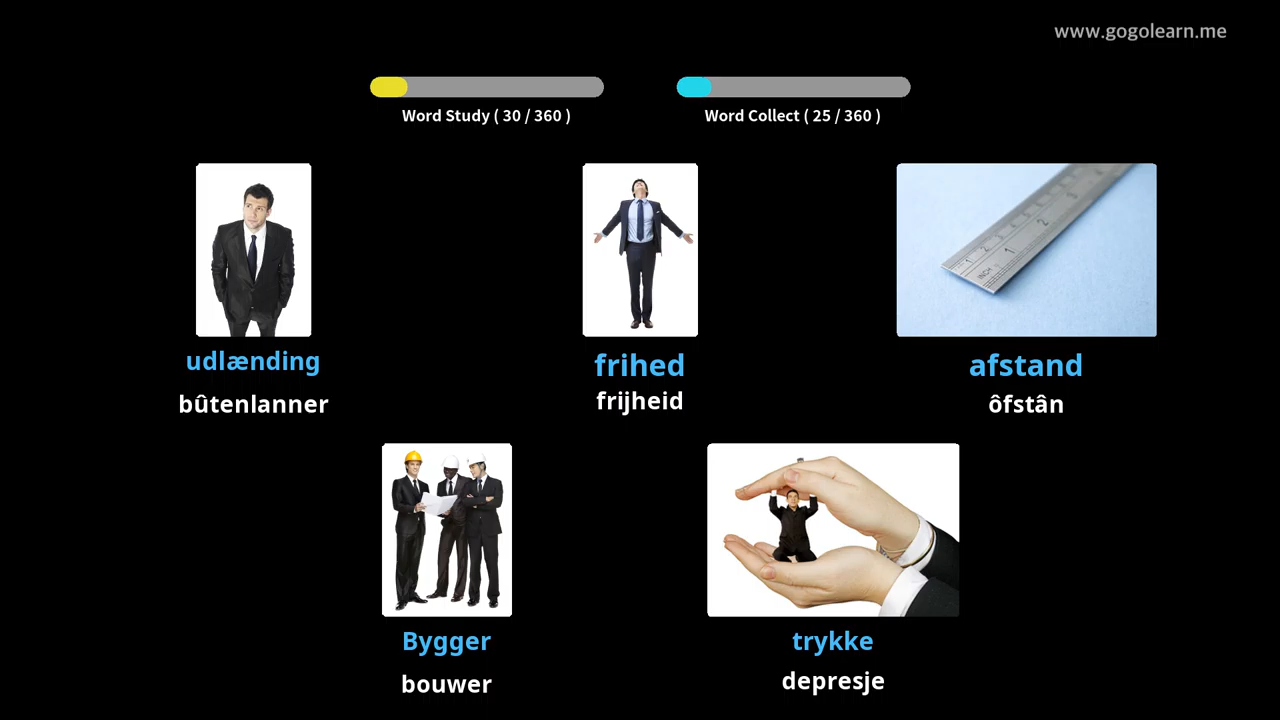 www.gogolearn.me
Word Study ( 30 / 360 )
Word Collect ( 25 / 360 )
udlænding
bûtenlanner
frihed
frijheid
afstand
ôfstân
Bygger
bouwer
trykke
depresje